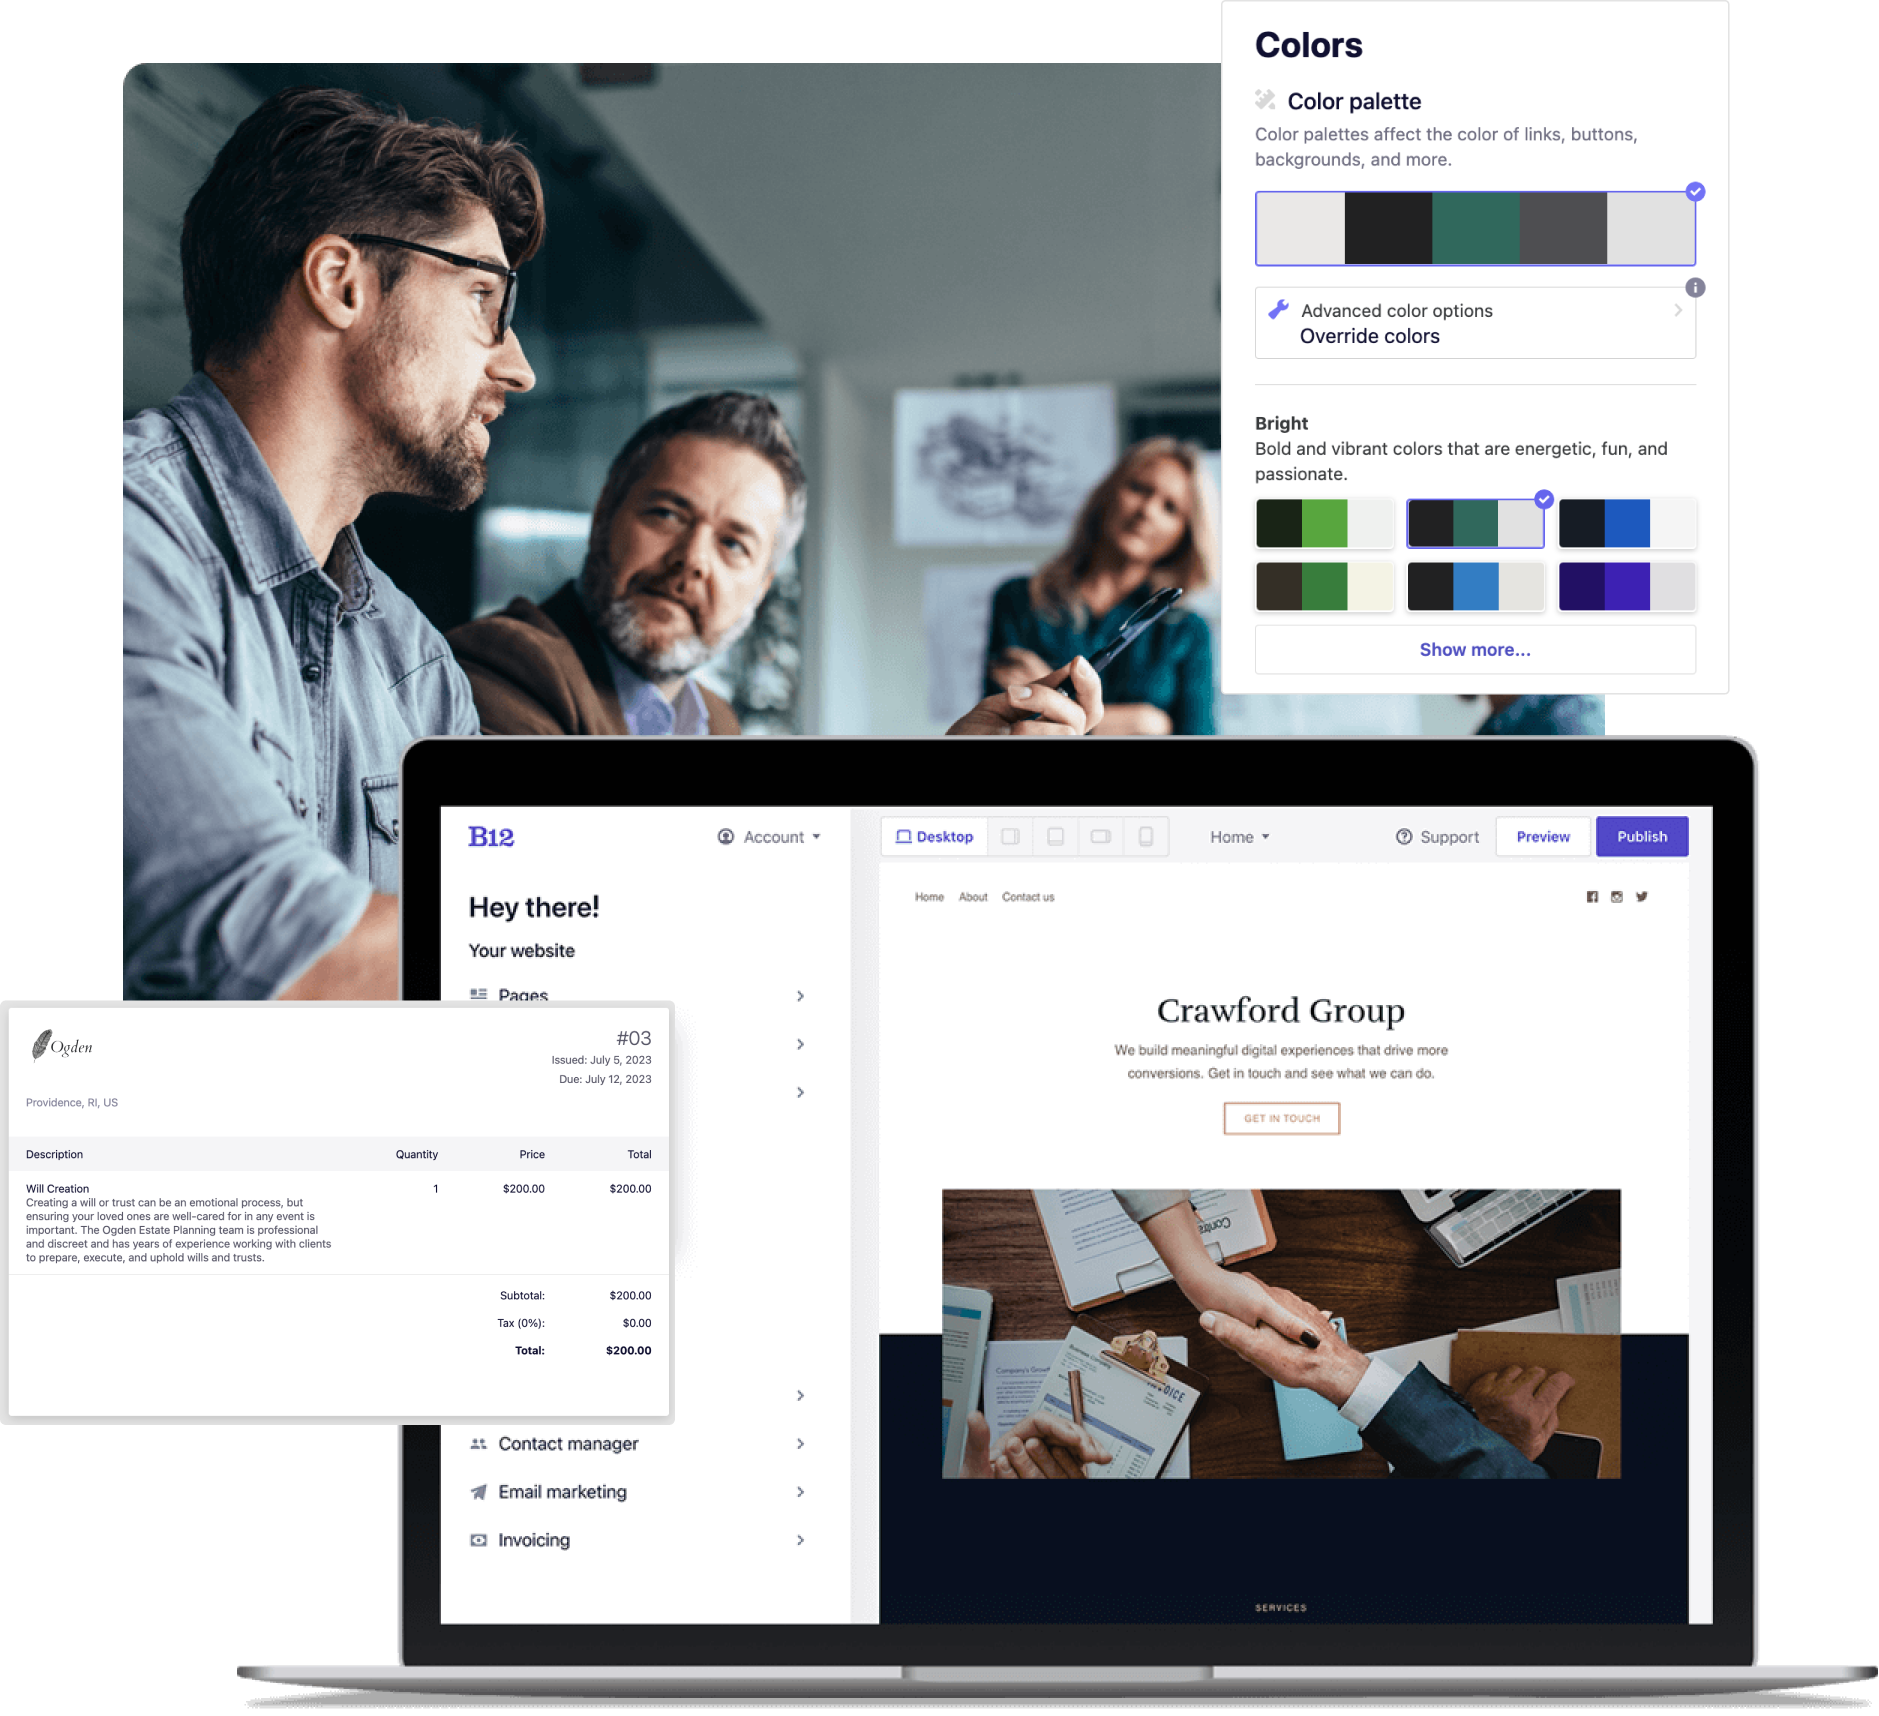 Colors
Color palette
Color palettes affect the color of links, buttons,
backgrounds, and more.
Advanced color options
Override colors
Bright
Bold and vibrant colors that are energetic, fun, and
passionate.
Show more...
B12
Account
Desktop
Home
Support
Preview
Publish
Hey there!
Your website
Pages
Contact manager
Email marketing
Invoicing
Home About Contact us
Crawford Group
We build meaningful digital experiences that drive more
conversions. Get in touch and see what we can do.
GET IN TOUCH
SERVICES
Ogden
#03
Issued: July 5, 2023
Due: July 12, 2023
Providence, RI, US
Description Quantity Price Total
Will Creation 1 $200.00 $200.00
Creating a will or trust can be an emotional process, but
ensuring your loved ones are well-cared for in any event is
important. The Ogden Estate Planning team is professional
and discreet and has years of experience working with clients
to prepare, execute, and uphold wills and trusts.
Subtotal: $200.00
Tax (0%): $0.00
Total: $200.00